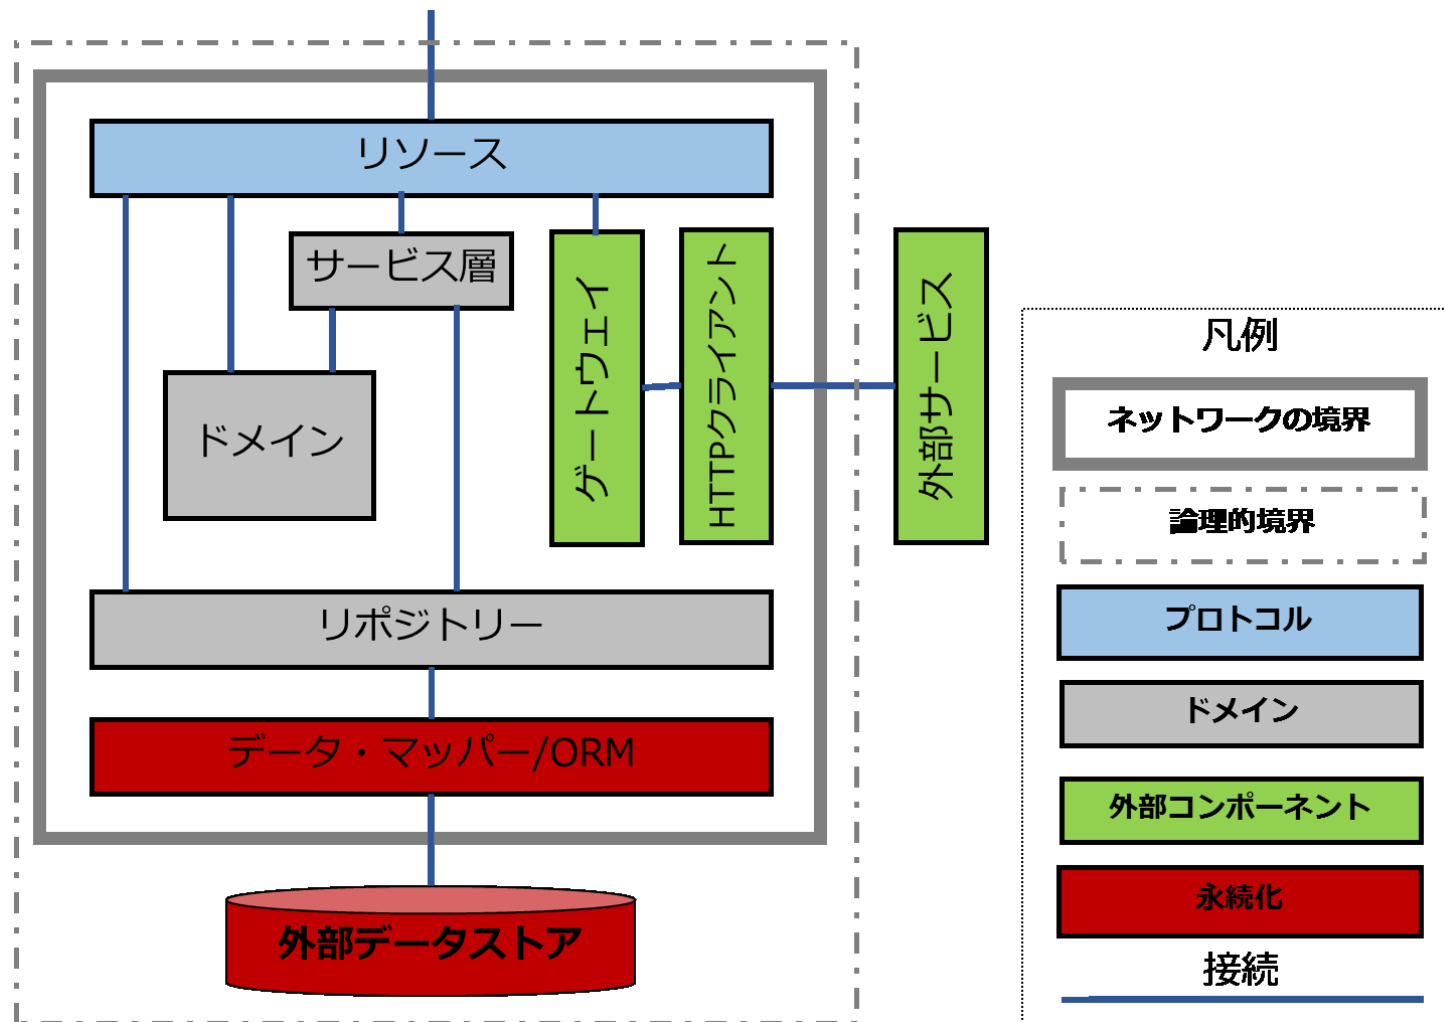 リソース
サービス層
ゲートウェイ
HTTPクライアント
外部サービス
ドメイン
リポジトリー
データ・マッパー/ORM
外部データストア
凡例
ネットワークの境界
論理的境界
プロトコル
ドメイン
外部コンポーネント
永続化
接続